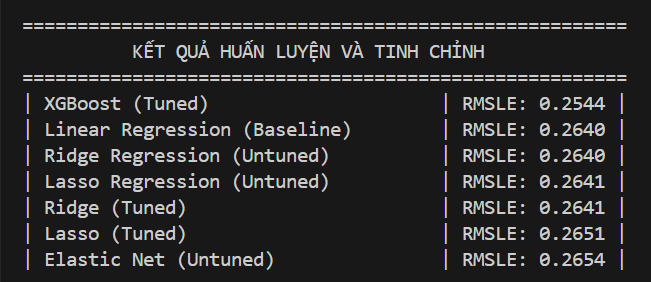 =======================================================
KẾT QUẢ HUẤN LUYỆN VÀ TINH CHỈNH
=======================================================
| XGBoost (Tuned) | RMSLE: 0.2544 |
| Linear Regression (Baseline) | RMSLE: 0.2640 |
| Ridge Regression (Untuned) | RMSLE: 0.2640 |
| Lasso Regression (Untuned) | RMSLE: 0.2641 |
| Ridge (Tuned) | RMSLE: 0.2641 |
| Lasso (Tuned) | RMSLE: 0.2651 |
| Elastic Net (Untuned) | RMSLE: 0.2654 |